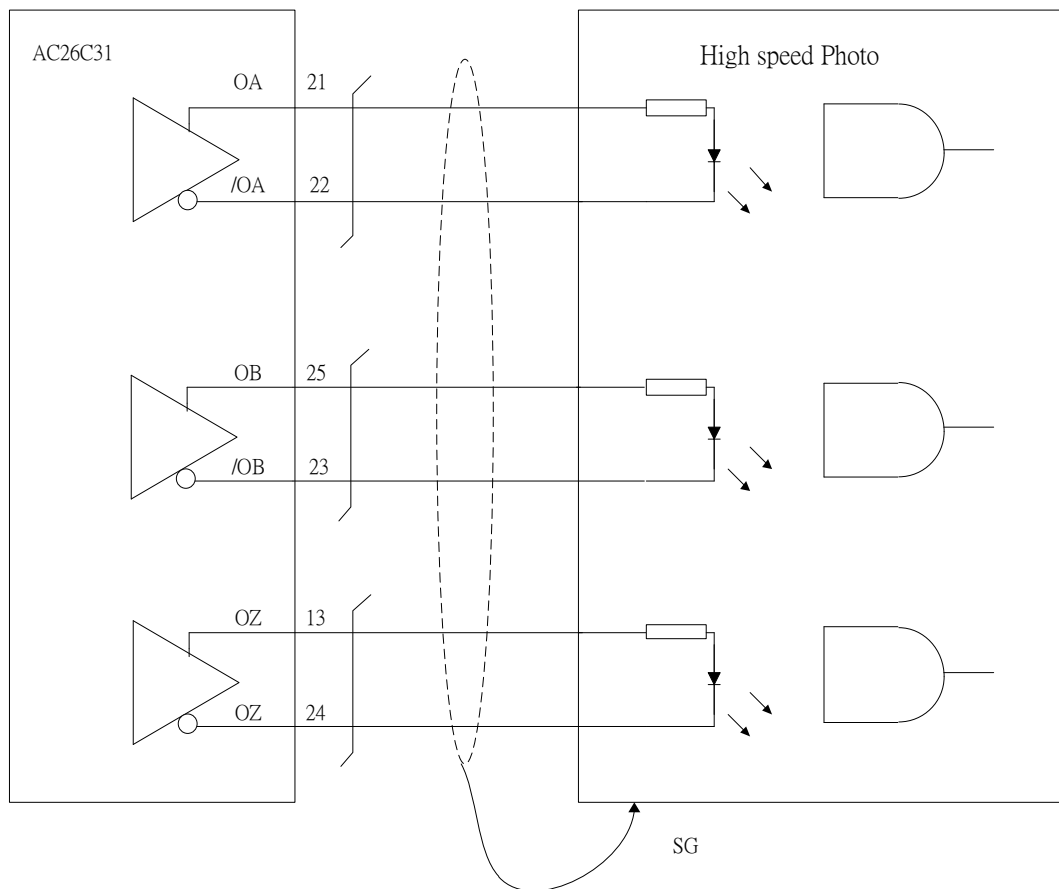 AC26C31
High speed Photo
OA 21
/OA 22
OB 25
/OB 23
OZ 13
OZ 24
SG